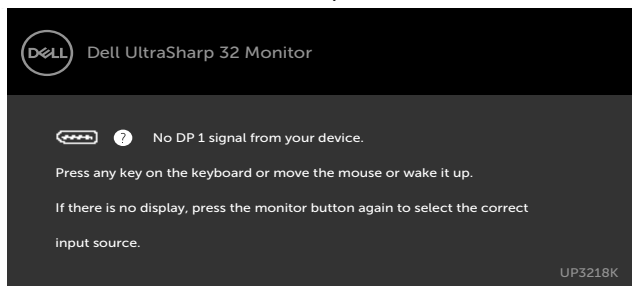 DELL Dell UltraSharp 32 Monitor
? No DP 1 signal from your device.
Press any key on the keyboard or move the mouse or wake it up.
If there is no display, press the monitor button again to select the correct
input source.
UP3218K